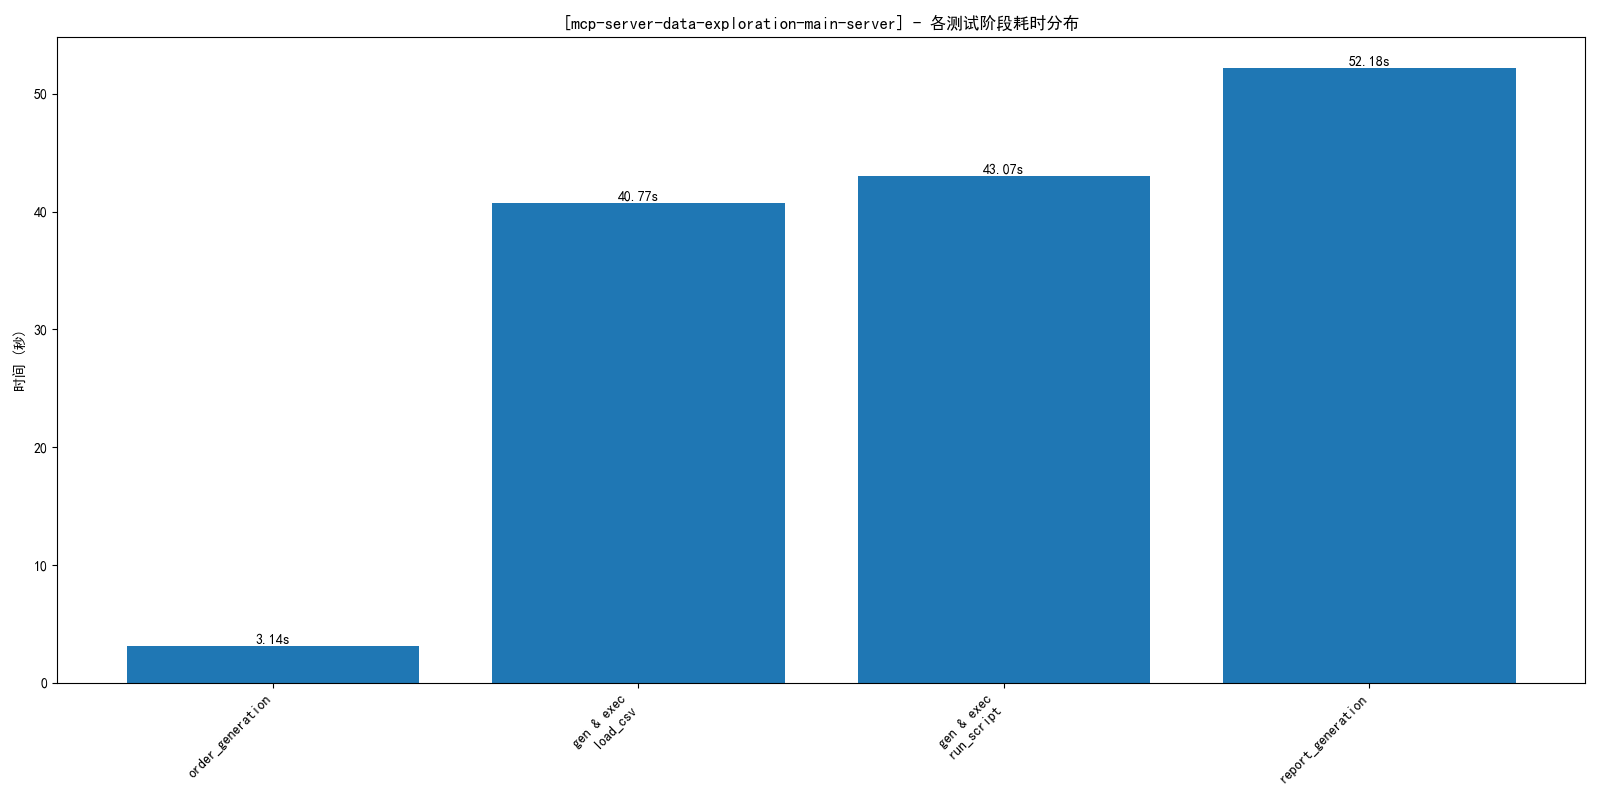 [mcp-server-data-exploration-main-server] - 各测试阶段耗时分布
时间 (秒)
50
40
30
20
10
0
3.14s
40.77s
43.07s
52.18s
order_generation
gen & exec
load_csv
gen & exec
run_script
report_generation